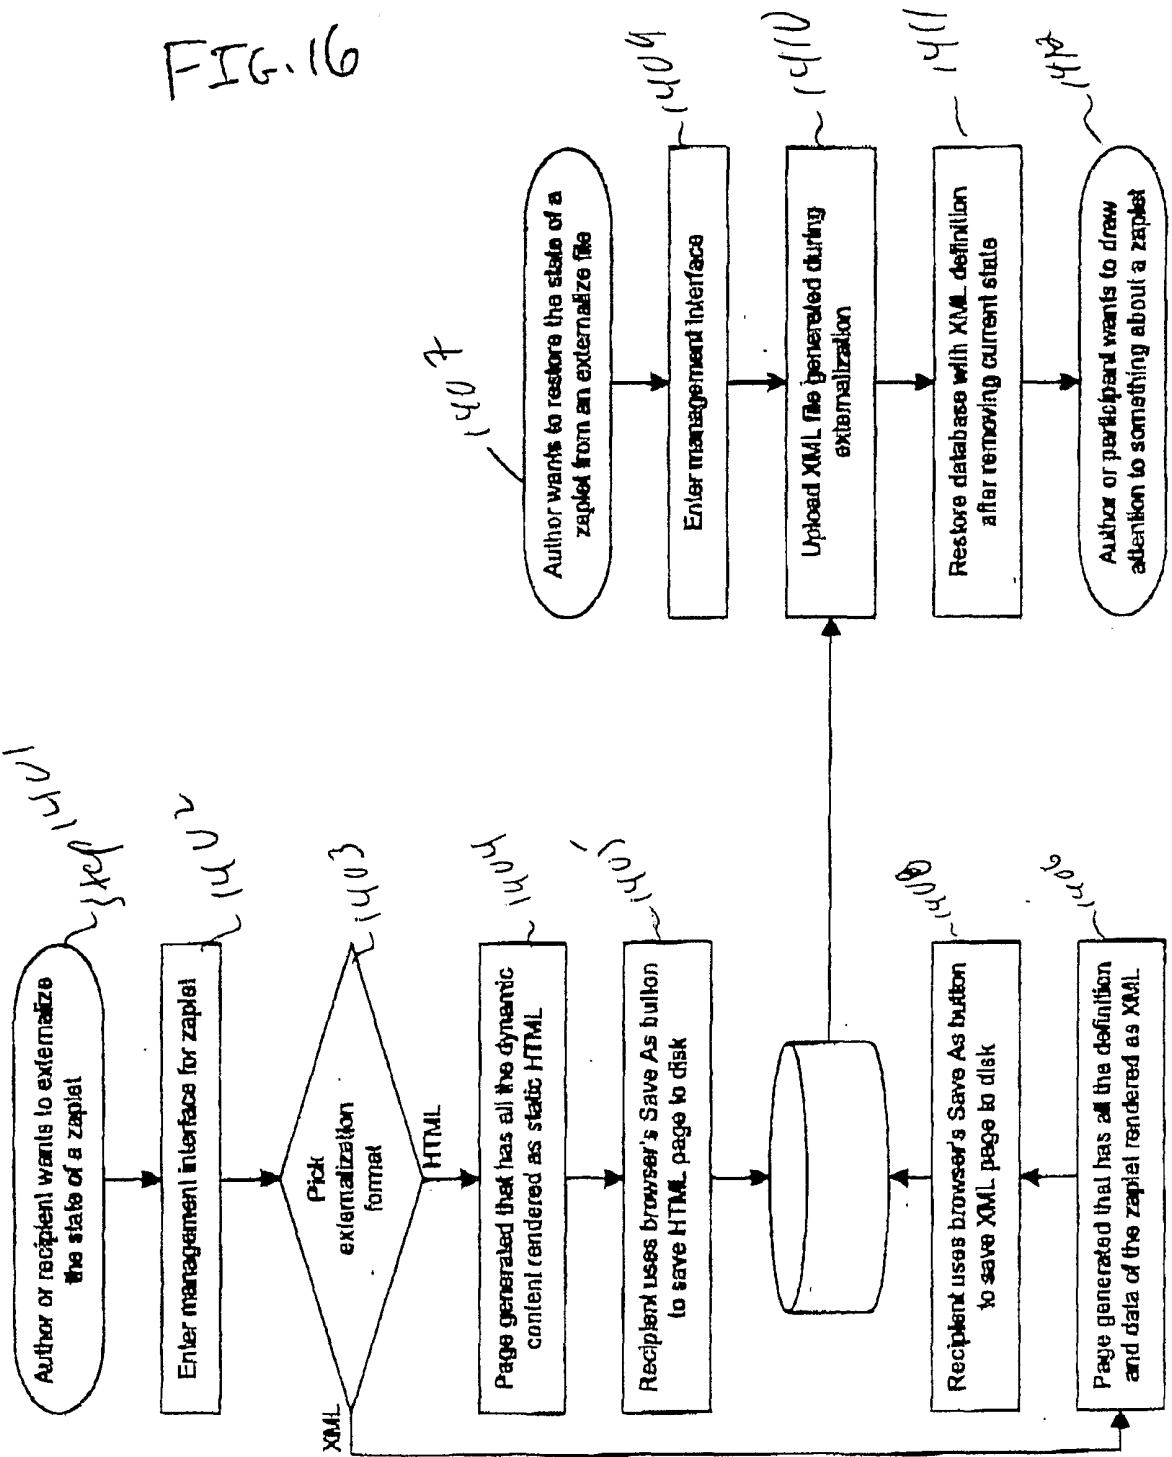 FIG. 16
Author or recipient wants to externalize
the state of a zaplet
step 1401
Enter management interface for zaplet
1402
Pick
externalization
format
1403
XML
HTML
Page generated that has all the dynamic
content rendered as static HTML
1404
Recipient uses browser's Save As button
to save HTML page to disk
1405
Recipient uses browser's Save As button
to save XML page to disk
1408
Page generated that has all the definition
and data of the zaplet rendered as XML
1406
1407
Author wants to restore the state of a
zaplet from an externalize file
Enter management interface
1409
Upload XML file generated during
externalization
1410
Restore database with XML definition
after removing current state
1411
Author or participant wants to draw
attention to something about a zaplet
1412